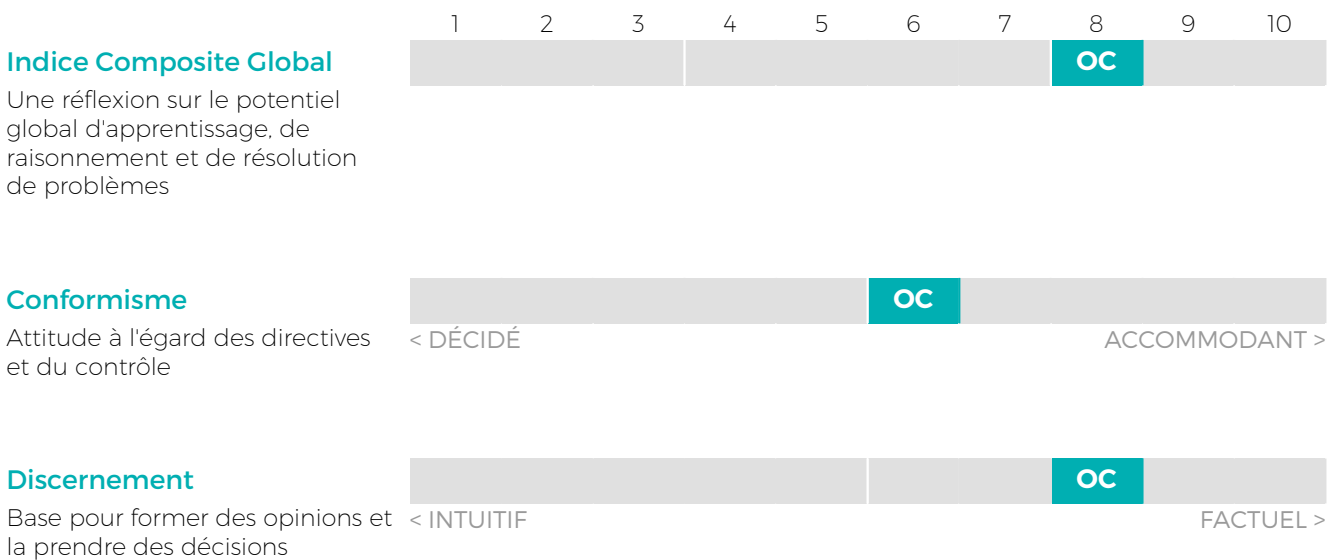 1 2 3 4 5 6 7 8 9 10
Indice Composite Global
OC
Une réflexion sur le potentiel
global d'apprentissage, de
raisonnement et de résolution
de problèmes
Conformisme
OC
Attitude à l'égard des directives
et du contrôle
< DÉCIDÉ
ACCOMMODANT >
Discernement
OC
Base pour former des opinions et
la prendre des décisions
< INTUITIF
FACTUEL >